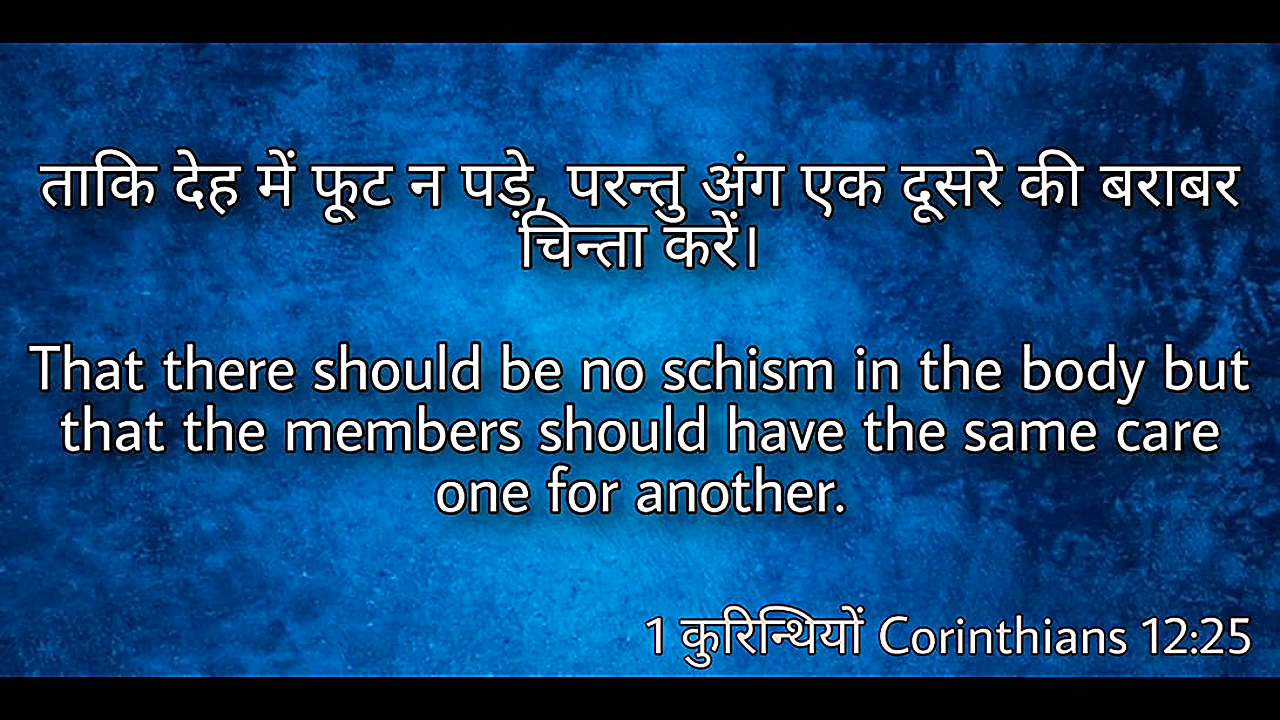 ताकि देह में फूट न पड़े, परन्तु अंग एक दूसरे की बराबर
चिन्ता करें।
That there should be no schism in the body but
that the members should have the same care
one for another.
1 कुरिन्थियों Corinthians 12:25